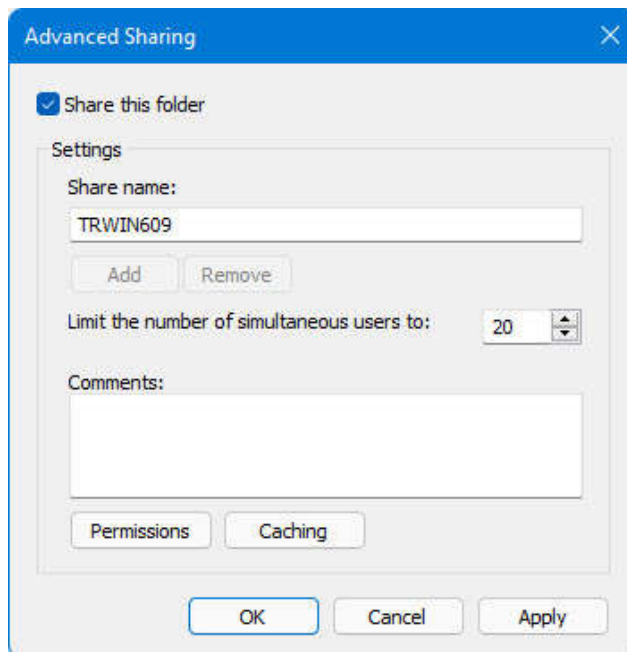 Advanced Sharing
Share this folder
Settings
Share name:
TRWIN609
Add Remove
Limit the number of simultaneous users to: 20
Comments:
Permissions Caching
OK Cancel Apply